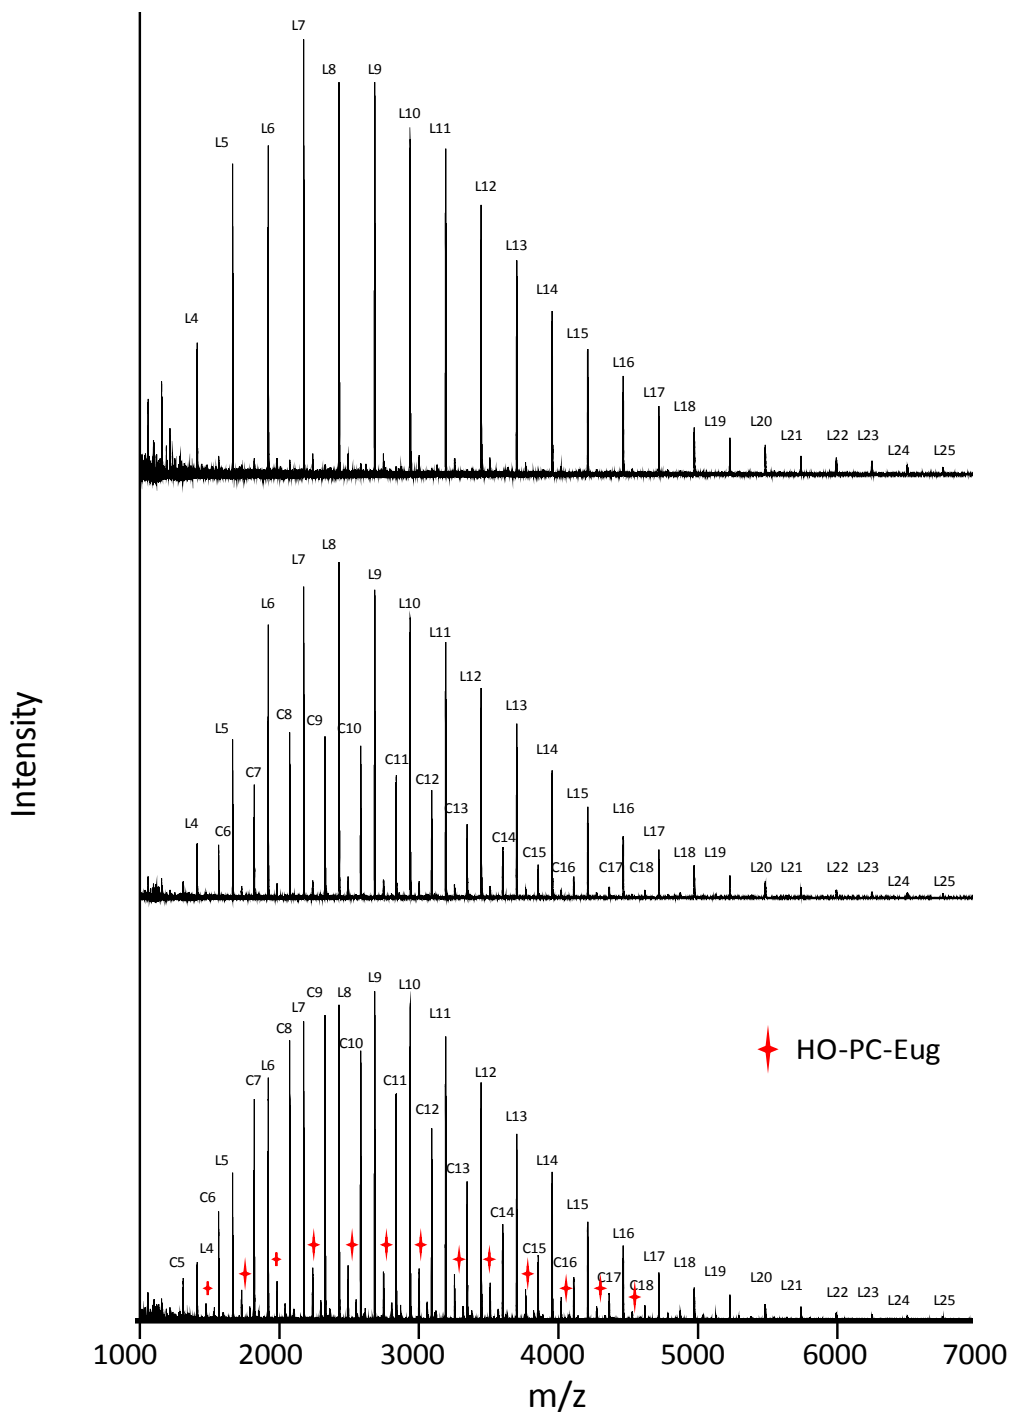 L7
L8 L9
L10
L11
L6
L5
L12
L13
L14
L4
L15
L16
L17
L18
L19 L20
L21 L22 L23
L24 L25
L8
L7
L9
L6 L10
L11
L12
L13
C8 C9
C10
L5
L14
C11
C7
C12
L15
C13
L16
L4
C6
L17
C14
C15
C16 C17 C18 L18 L19
L20 L21 L22 L23
L24 L25
Intensity
L9
L10
C9 L8
L7
L11
C8
C10
HO-PC-Eug
L6
L12
C7 C11
C12
L13
L5
C13
L14
C6
L15
C14
L4
L16
C15
L17
C5
C16
L18
L19
C17
C18
L20
L21
L22 L23
L24 L25
1000 2000 3000 4000 5000 6000 7000
m/z